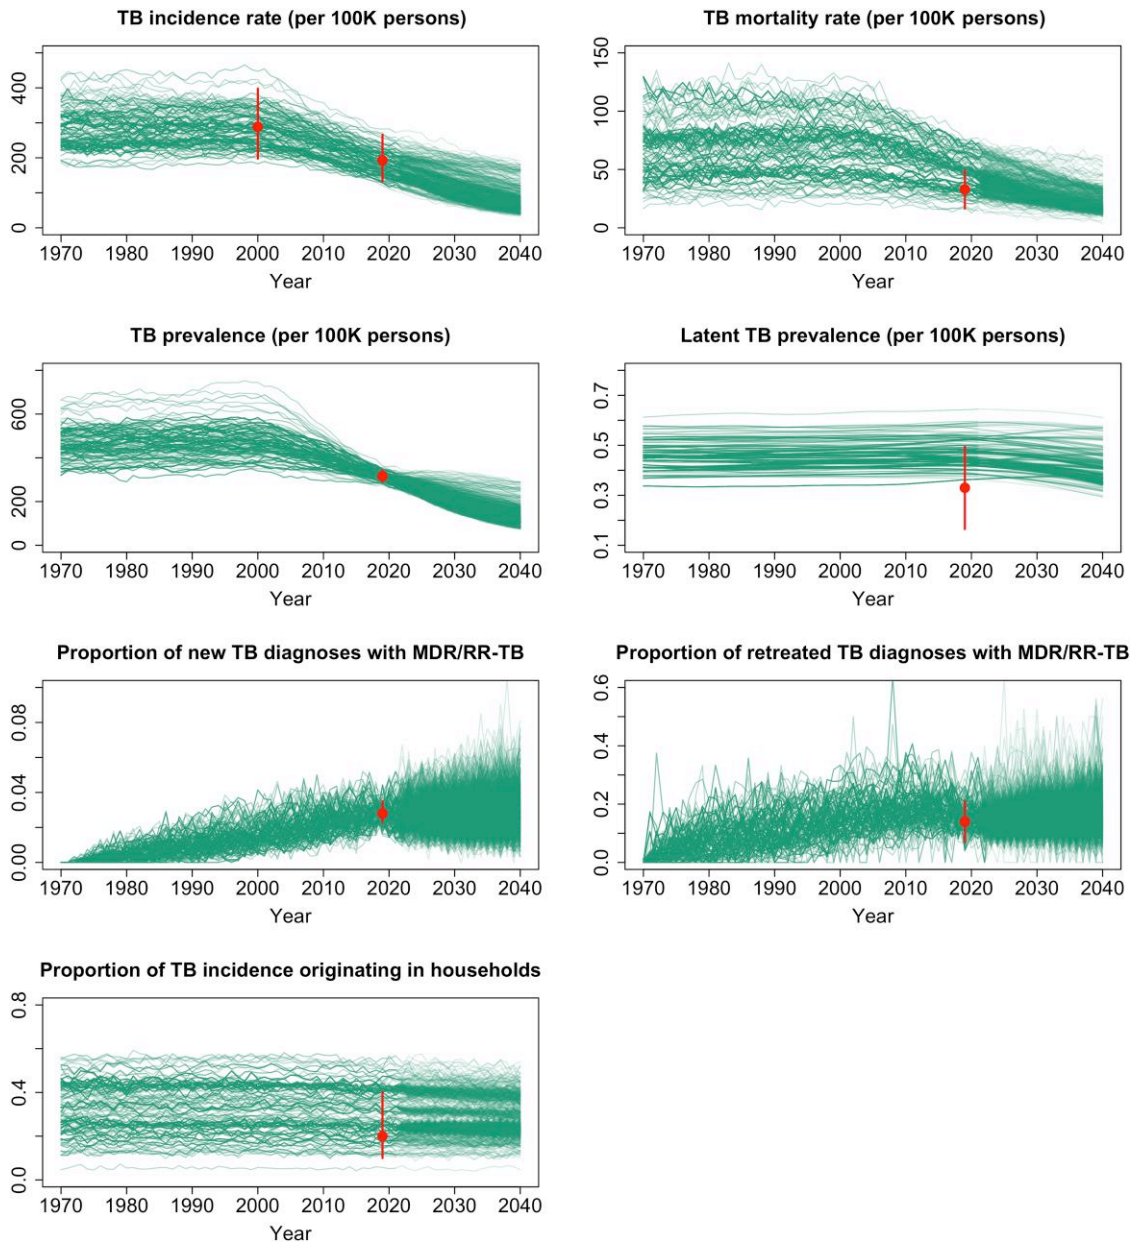 TB incidence rate (per 100K persons)
0 200 400
1970 1980 1990 2000 2010 2020 2030 2040
Year
TB mortality rate (per 100K persons)
0 50 100 150
1970 1980 1990 2000 2010 2020 2030 2040
Year
TB prevalence (per 100K persons)
0 200 600
1970 1980 1990 2000 2010 2020 2030 2040
Year
Latent TB prevalence (per 100K persons)
0.1 0.3 0.5 0.7
1970 1980 1990 2000 2010 2020 2030 2040
Year
Proportion of new TB diagnoses with MDR/RR-TB
0.00 0.04 0.08
1970 1980 1990 2000 2010 2020 2030 2040
Year
Proportion of retreated TB diagnoses with MDR/RR-TB
0.0 0.2 0.4 0.6
1970 1980 1990 2000 2010 2020 2030 2040
Year
Proportion of TB incidence originating in households
0.0 0.4 0.8
1970 1980 1990 2000 2010 2020 2030 2040
Year